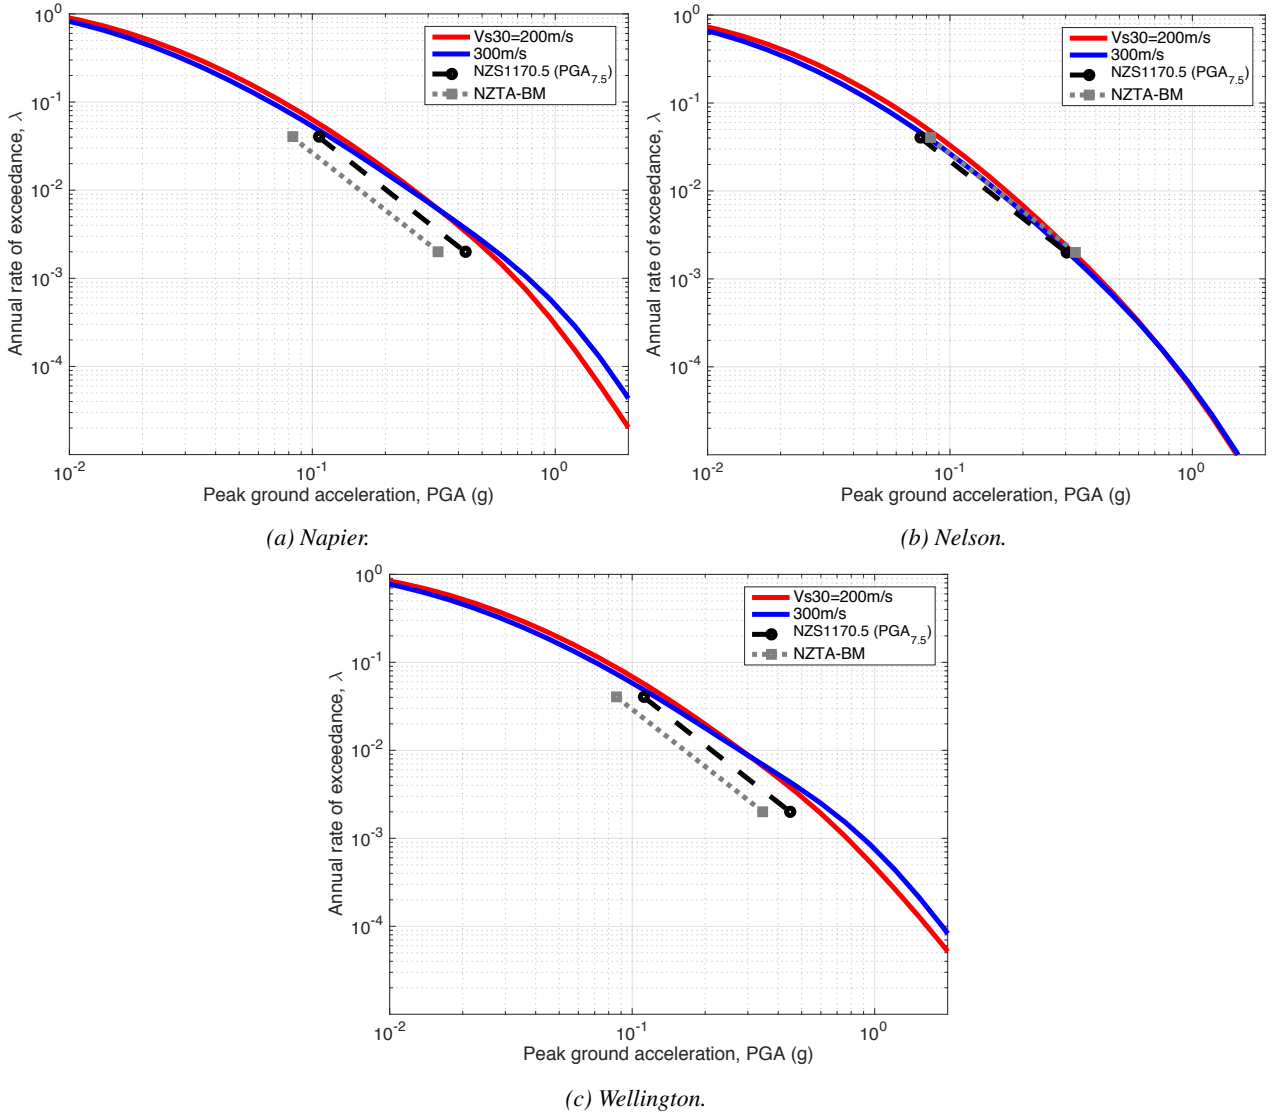 10^0
10^-1
10^-2
10^-3
10^-4
Annual rate of exceedance, λ
Vs30=200m/s
300m/s
NZS1170.5 (PGA_7.5)
NZTA-BM
10^-2
10^-1
10^0
Peak ground acceleration, PGA (g)
(a) Napier.
10^0
10^-1
10^-2
10^-3
10^-4
Annual rate of exceedance, λ
Vs30=200m/s
300m/s
NZS1170.5 (PGA_7.5)
NZTA-BM
10^-2
10^-1
10^0
Peak ground acceleration, PGA (g)
(b) Nelson.
10^0
10^-1
10^-2
10^-3
10^-4
Annual rate of exceedance, λ
Vs30=200m/s
300m/s
NZS1170.5 (PGA_7.5)
NZTA-BM
10^-2
10^-1
10^0
Peak ground acceleration, PGA (g)
(c) Wellington.